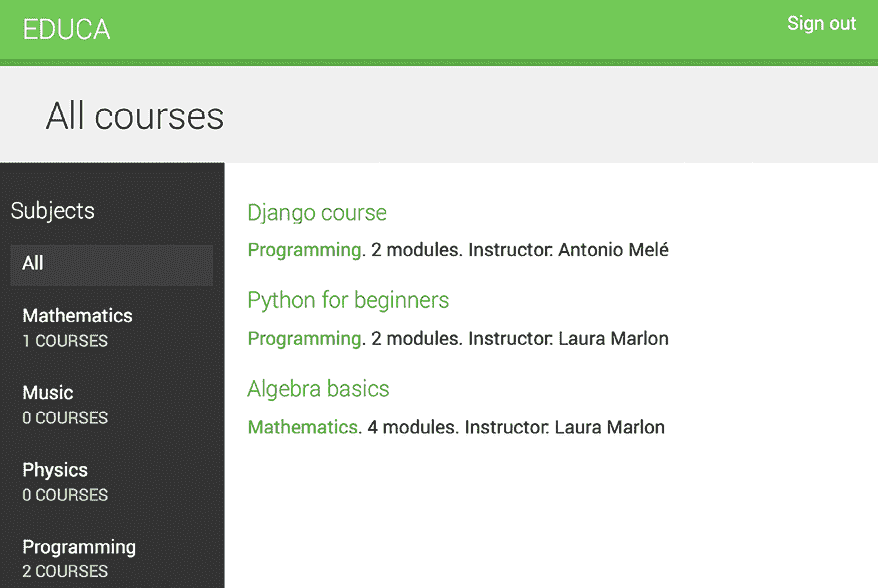 EDUCA
Sign out
All courses
Subjects
All
Mathematics
1 COURSES
Music
0 COURSES
Physics
0 COURSES
Programming
2 COURSES
Django course
Programming. 2 modules. Instructor: Antonio Melé
Python for beginners
Programming. 2 modules. Instructor: Laura Marlon
Algebra basics
Mathematics. 4 modules. Instructor: Laura Marlon